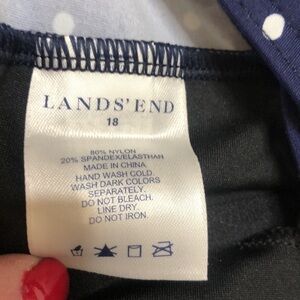 LANDS' END
18
80% NYLON
20% SPANDEX/ELASTHAN
MADE IN CHINA
HAND WASH COLD
WASH DARK COLORS
SEPARATELY.
DO NOT BLEACH.
LINE DRY.
DO NOT IRON.